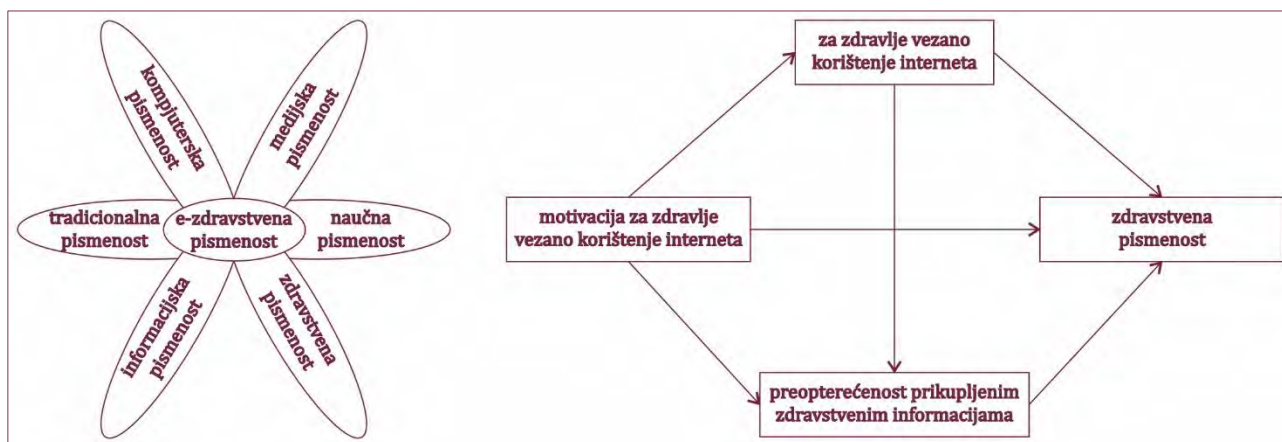 kompjuterska
pismenost
medijska
pismenost
tradicionalna
pismenost
e-zdravstvena
pismenost
naučna
pismenost
informacijska
pismenost
zdravstvena
pismenost
za zdravlje vezano
korištenje interneta
motivacija za zdravlje
vezano korištenje interneta
zdravstvena
pismenost
preopterećenost prikupljenim
zdravstvenim informacijama